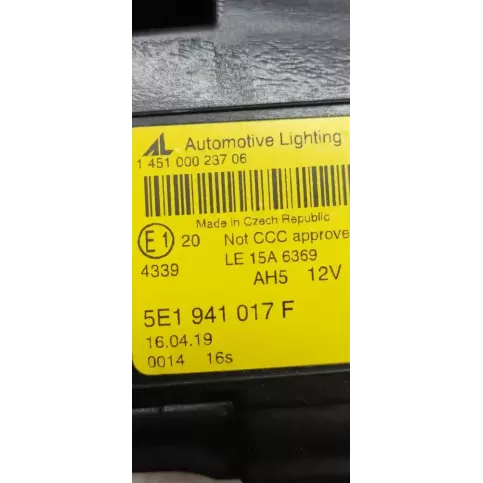 AL Automotive Lighting
1 451 000 237 06
Made in Czech Republic
E1 20 Not CCC approve
4339 LE 15A 6369
AH5 12V
5E1 941 017 F
16.04.19
0014 16s